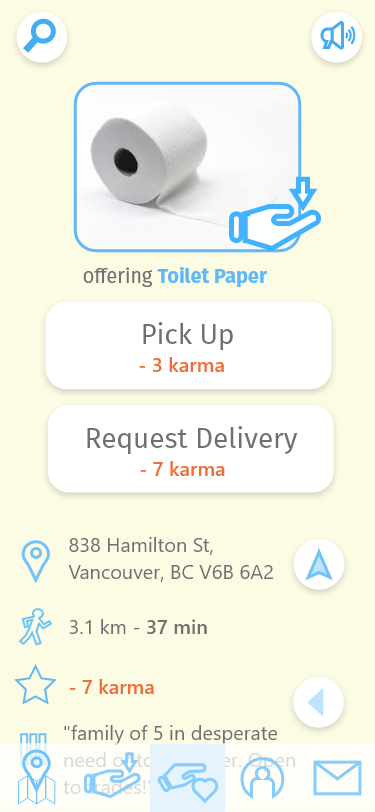 offering Toilet Paper
Pick Up
- 3 karma
Request Delivery
- 7 karma
838 Hamilton St,
Vancouver, BC V6B 6A2
3.1 km - 37 min
- 7 karma
"family of 5 in desperate
need of to er. Open
to trades!"